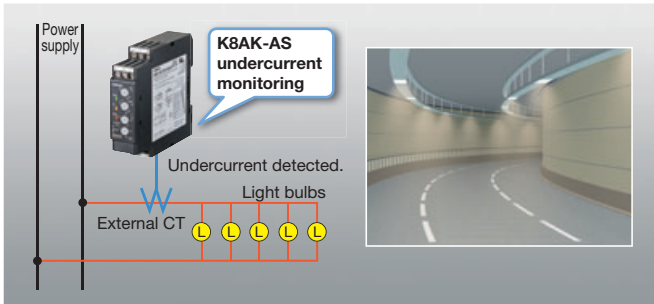 Power
supply
K8AK-AS
undercurrent
monitoring
Undercurrent detected.
Light bulbs
External CT
L L L L L